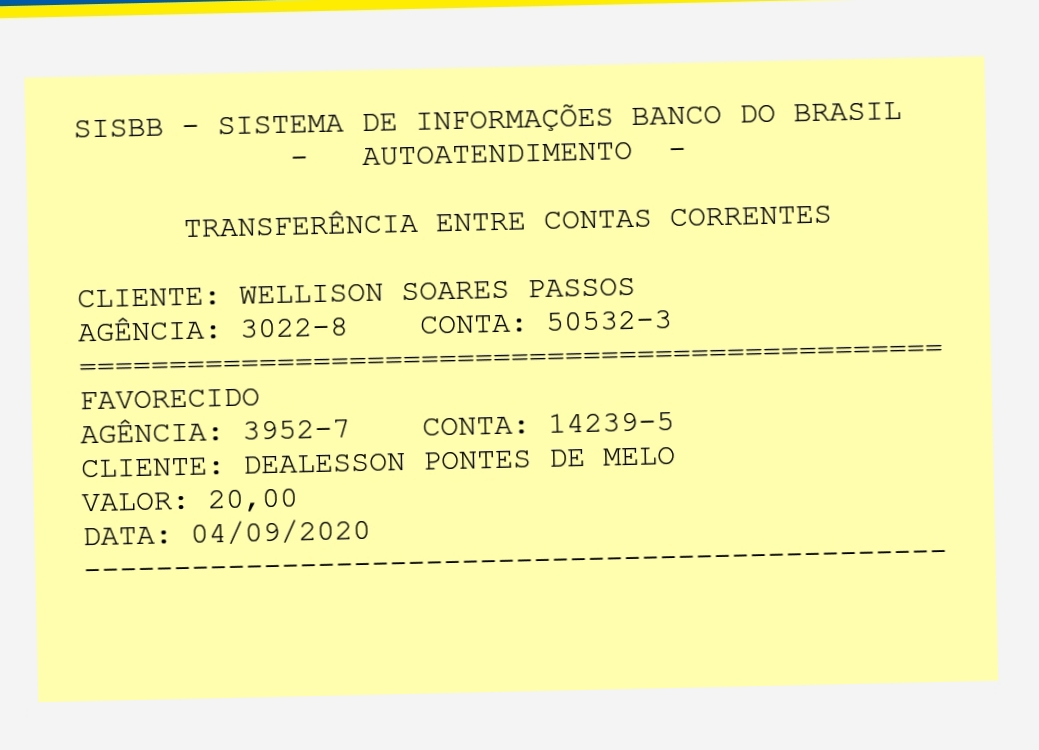 SISBB - SISTEMA DE INFORMAÇÕES BANCO DO BRASIL
- AUTOATENDIMENTO -
TRANSFERÊNCIA ENTRE CONTAS CORRENTES
CLIENTE: WELLISON SOARES PASSOS
AGÊNCIA: 3022-8 CONTA: 50532-3
================================================
FAVORECIDO
AGÊNCIA: 3952-7 CONTA: 14239-5
CLIENTE: DEALESSON PONTES DE MELO
VALOR: 20,00
DATA: 04/09/2020
------------------------------------------------